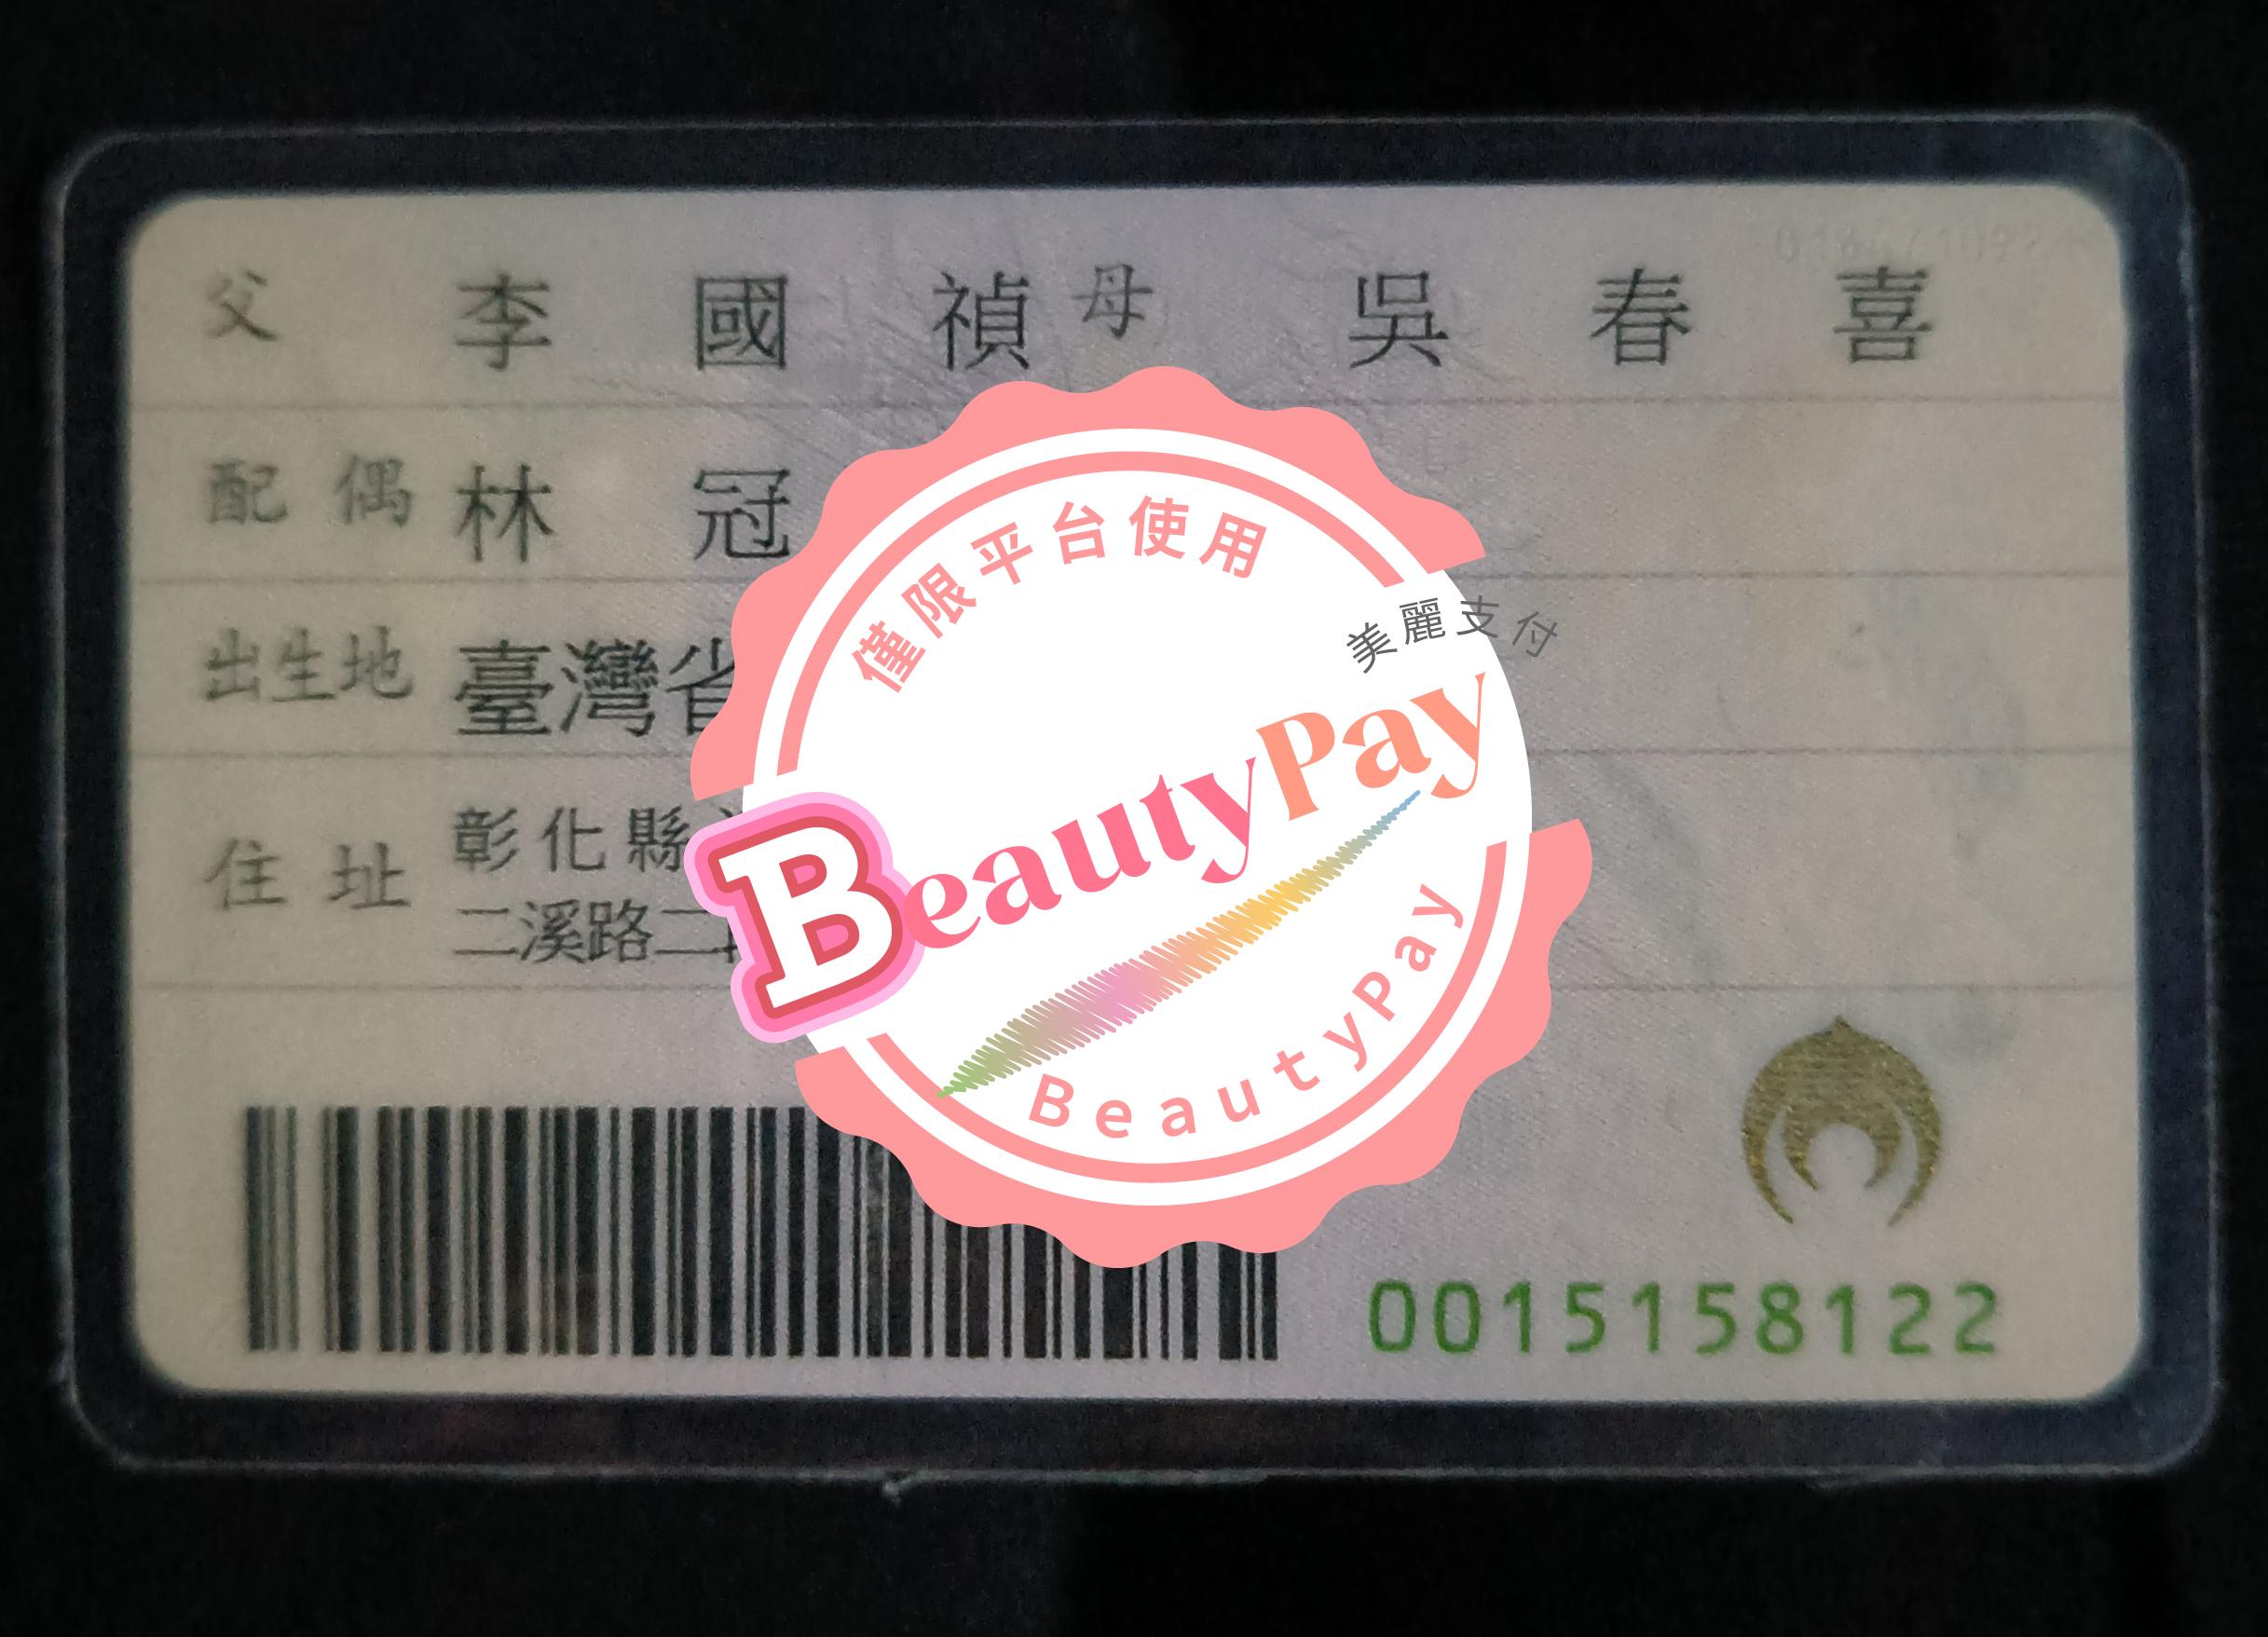 父 李國禎 母 吳春喜
配偶 林冠
出生地 臺灣省
住址 彰化縣
二溪路二
僅限平台使用
美麗支付
BeautyPay
BeautyPay
0015158122